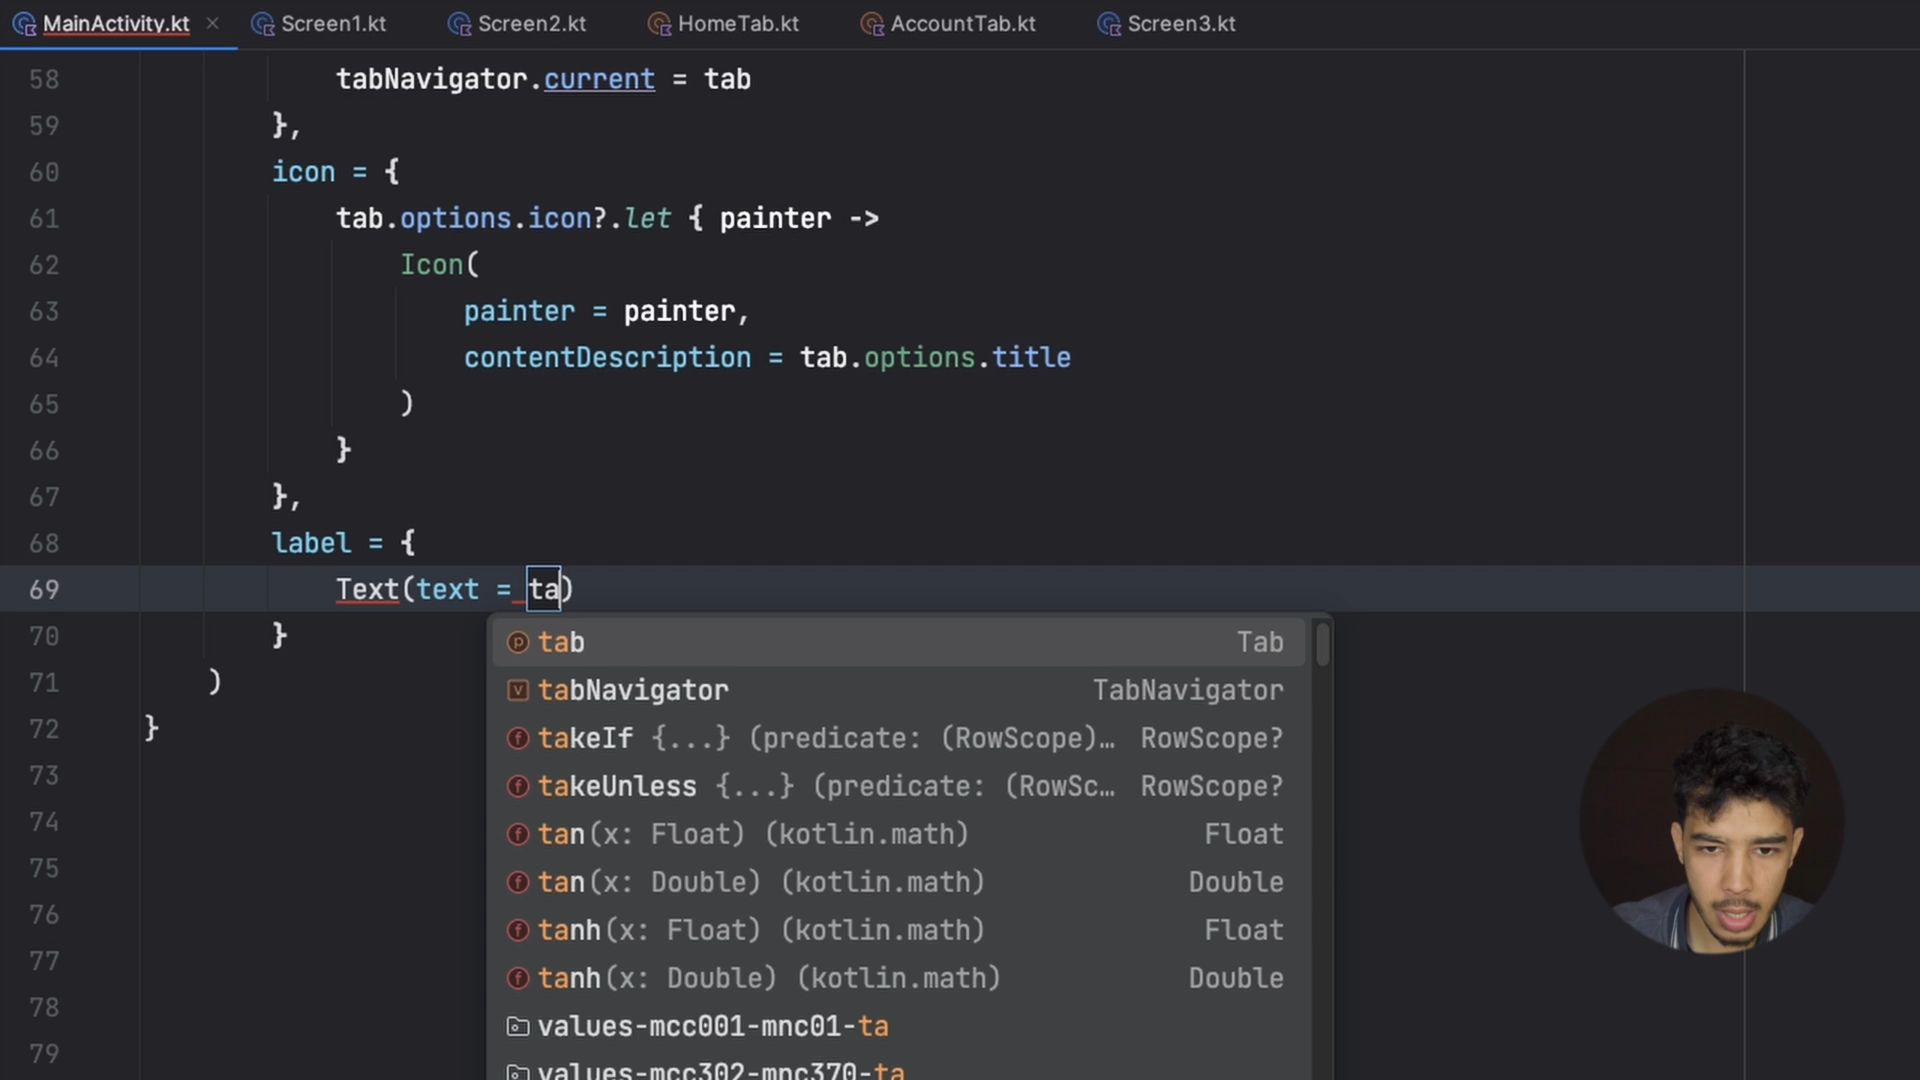 MainActivity.kt Screen1.kt Screen2.kt HomeTab.kt AccountTab.kt Screen3.kt
58 tabNavigator.current = tab
59 },
60 icon = {
61 tab.options.icon?.let { painter ->
62 Icon(
63 painter = painter,
64 contentDescription = tab.options.title
65 )
66 }
67 },
68 label = {
69 Text(text = ta)
70 }
71 )
72 }
73
74
75
76
77
78
79
tab Tab
tabNavigator TabNavigator
takeIf {...} (predicate: (RowScope)… RowScope?
takeUnless {...} (predicate: (RowSc… RowScope?
tan(x: Float) (kotlin.math) Float
tan(x: Double) (kotlin.math) Double
tanh(x: Float) (kotlin.math) Float
tanh(x: Double) (kotlin.math) Double
values-mcc001-mnc01-ta
values-mcc302-mnc370-ta